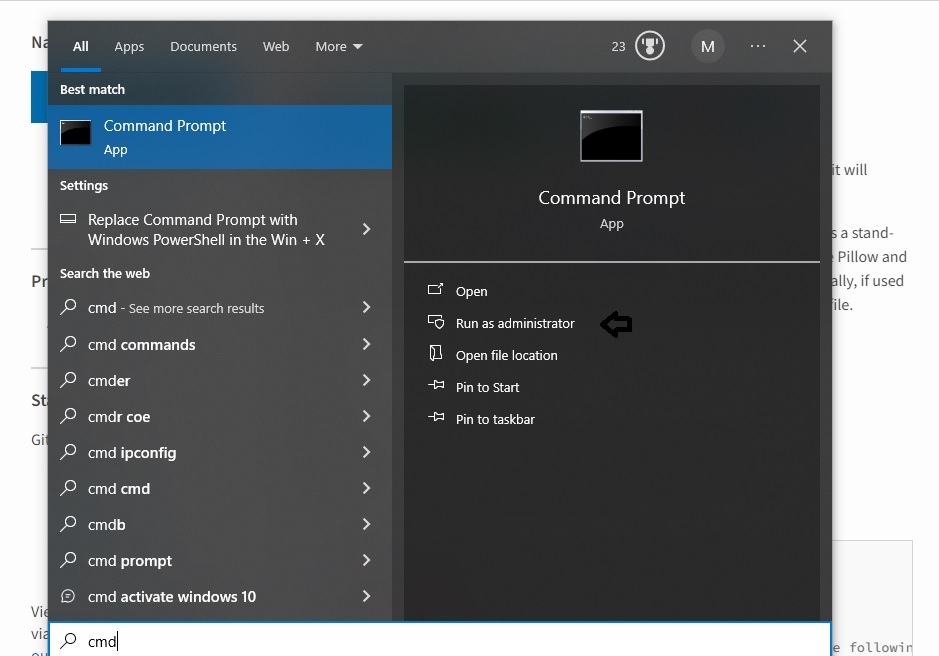 Na
All
Apps
Documents
Web
More
23
M
Best match
Command Prompt
App
Settings
Replace Command Prompt with
Windows PowerShell in the Win + X
Search the web
cmd - See more search results
cmd commands
cmder
cmdr coe
cmd ipconfig
cmd cmd
cmdb
cmd prompt
cmd activate windows 10
cmd
Command Prompt
App
Open
Run as administrator
Open file location
Pin to Start
Pin to taskbar
it will
s a stand-
Pillow and
ally, if used
file.
Pr
Sta
Git
Vie
via
e followin